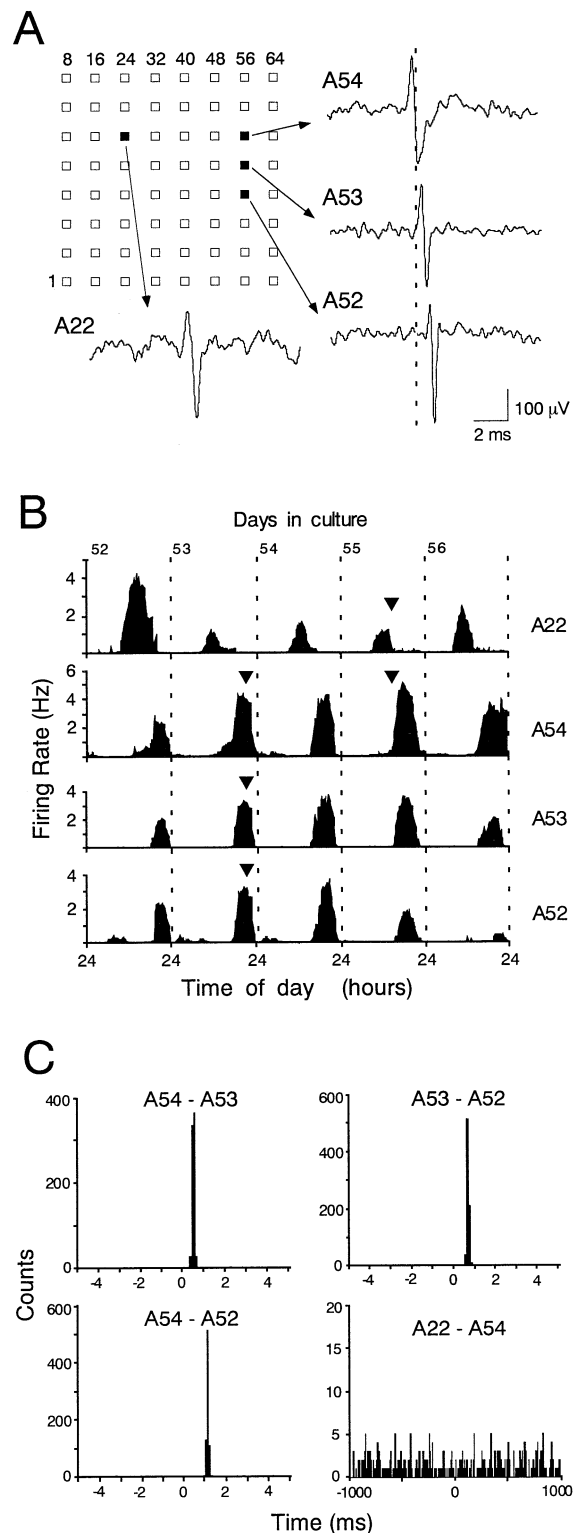 A
8 16 24 32 40 48 56 64
1
A54
A53
A52
A22
100 µV
2 ms
B
Days in culture
52 53 54 55 56
4
2
A22
6
4
2
A54
4
2
A53
4
2
A52
Firing Rate (Hz)
24 24 24 24 24 24
Time of day (hours)
C
A54 - A53
400
200
0
-4 -2 0 2 4
A53 - A52
600
400
200
0
-4 -2 0 2 4
A54 - A52
600
400
200
0
-4 -2 0 2 4
A22 - A54
20
15
10
5
0
-1000 0 1000
Counts
Time (ms)